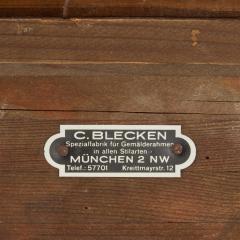 C. BLECKEN
Spezialfabrik für Gemälderahmen
in allen Stilarten
MÜNCHEN 2 NW
Telef.: 57701 Kreittmayrstr. 12